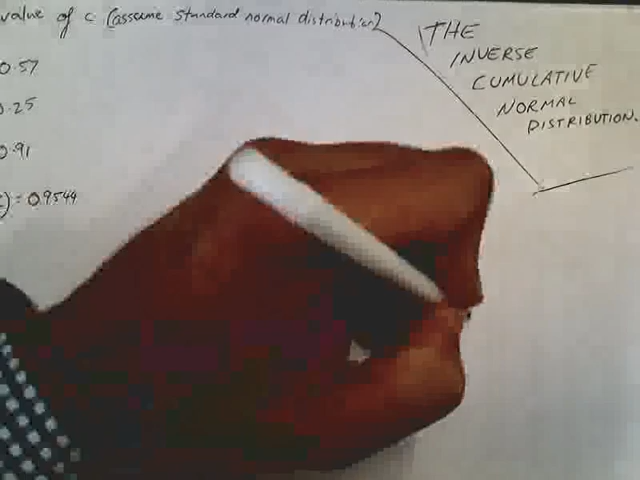 value of c (assume standard normal distribution)
0.57
0.25
0.91
c) = 0.9544
THE
INVERSE
CUMULATIVE
NORMAL
DISTRIBUTION.